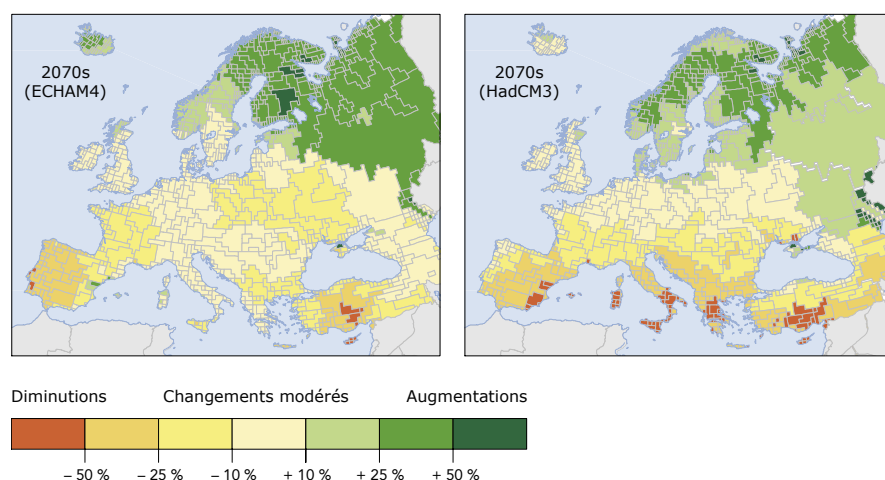 2070s
(ECHAM4)
2070s
(HadCM3)
Diminutions Changements modérés Augmentations
– 50 % – 25 % – 10 % + 10 % + 25 % + 50 %